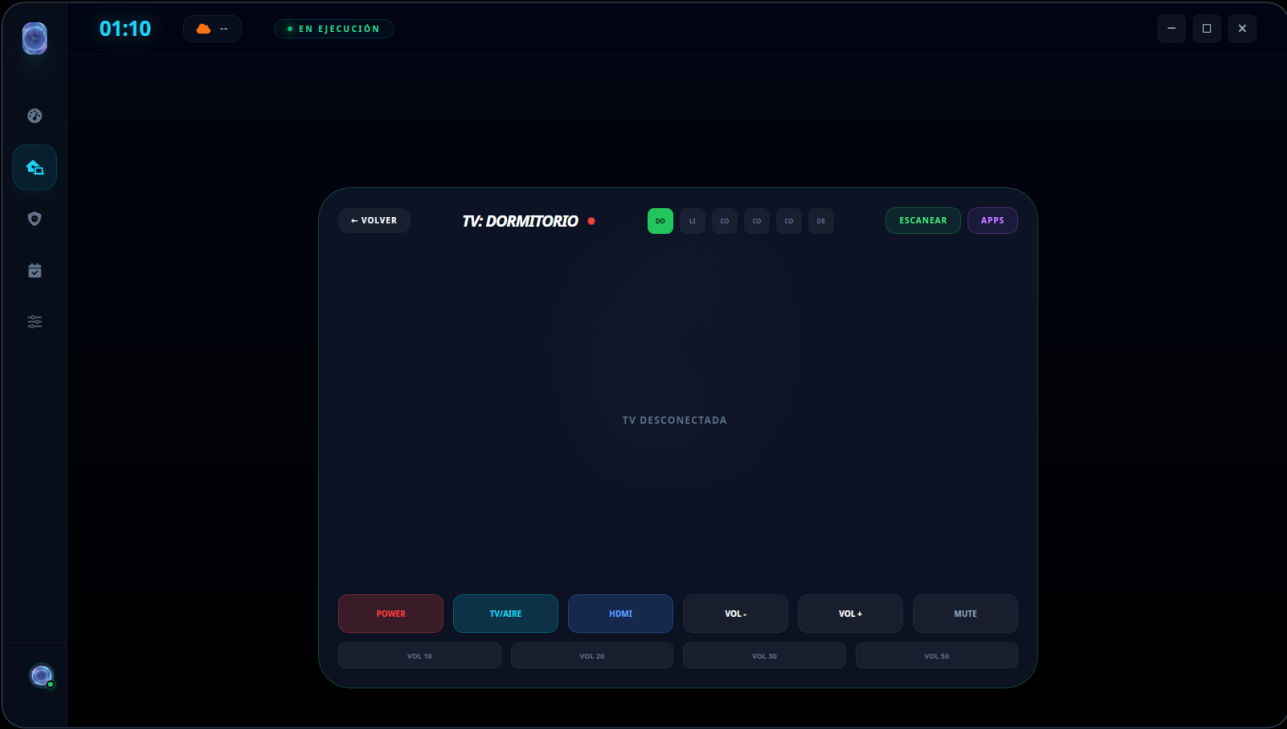 01:10
--
EN EJECUCIÓN
← VOLVER
TV: DORMITORIO
DO
LI
CO
CO
CO
DE
ESCANEAR
APPS
TV DESCONECTADA
POWER
TV/AIRE
HDMI
VOL -
VOL +
MUTE
VOL 10
VOL 20
VOL 30
VOL 50